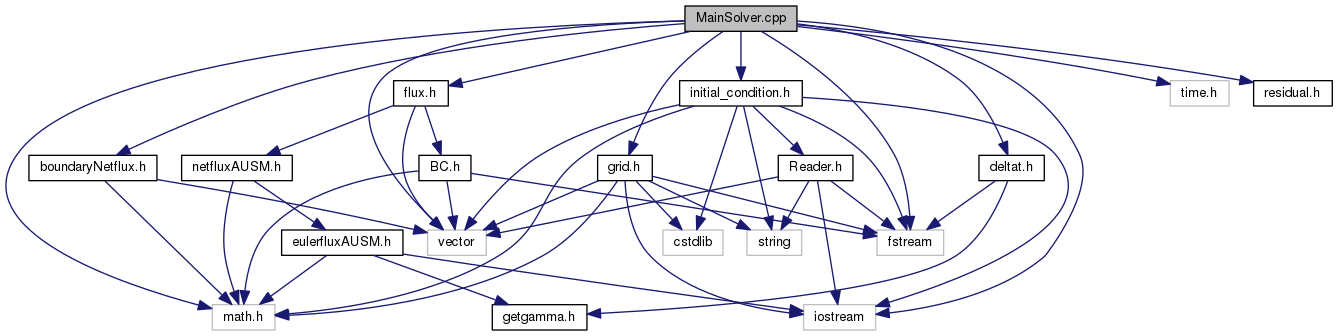 MainSolver.cpp
flux.h
initial_condition.h
time.h
residual.h
boundaryNetflux.h
netfluxAUSM.h
BC.h
grid.h
Reader.h
deltat.h
eulerfluxAUSM.h
vector
cstdlib
string
fstream
math.h
getgamma.h
iostream